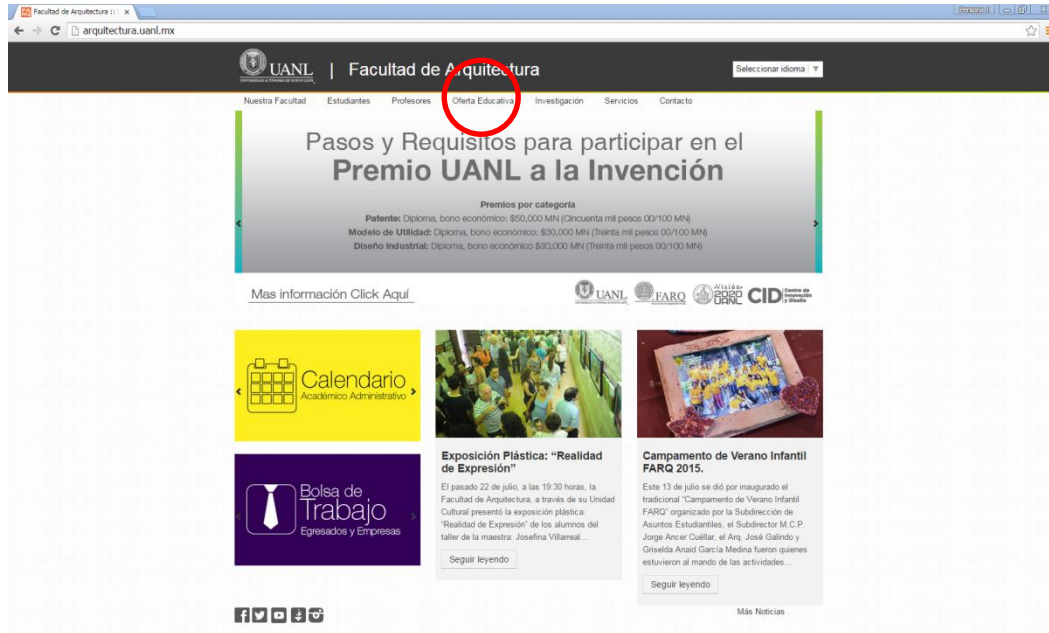 Facultad de Arquitectura ::
arquitectura.uanl.mx
UANL | Facultad de Arquitectura
Seleccionar idioma
Nuestra Facultad Estudiantes Profesores Oferta Educativa Investigación Servicios Contacto
Pasos y Requisitos para participar en el
Premio UANL a la Invención
Premios por categoría
Patente: Diploma, bono económico: $50,000 MN (Cincuenta mil pesos 00/100 MN)
Modelo de Utilidad: Diploma, bono económico: $30,000 MN (Treinta mil pesos 00/100 MN)
Diseño Industrial: Diploma, bono económico $30,000 MN (Treinta mil pesos 00/100 MN)
Mas información Click Aquí
UANL FARQ Visión 2020 UANL CID Centro de Innovación y Diseño
Calendario
Académico Administrativo
Bolsa de
Trabajo
Egresados y Empresas
Exposición Plástica: “Realidad
de Expresión”
El pasado 22 de julio, a las 19:30 horas, la
Facultad de Arquitectura, a través de su Unidad
Cultural presentó la exposición plástica:
“Realidad de Expresión” de los alumnos del
taller de la maestra: Josefina Villarreal...
Seguir leyendo
Campamento de Verano Infantil
FARQ 2015.
Este 13 de julio se dió por inaugurado el
tradicional “Campamento de Verano Infantil
FARQ” organizado por la Subdirección de
Asuntos Estudiantiles, el Subdirector M.C.P.
Jorge Ancer Cuéllar, el Arq. José Galindo y
Griselda Anaid García Medina fueron quienes
estuvieron al mando de las actividades...
Seguir leyendo
Más Noticias